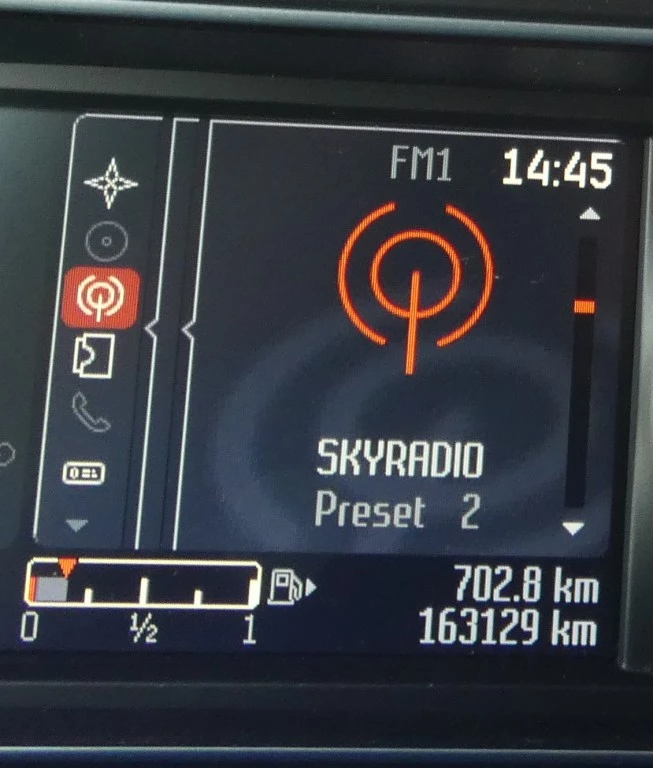 FM1 14:45
SKYRADIO
Preset 2
702.8 km
0 ½ 1 163129 km